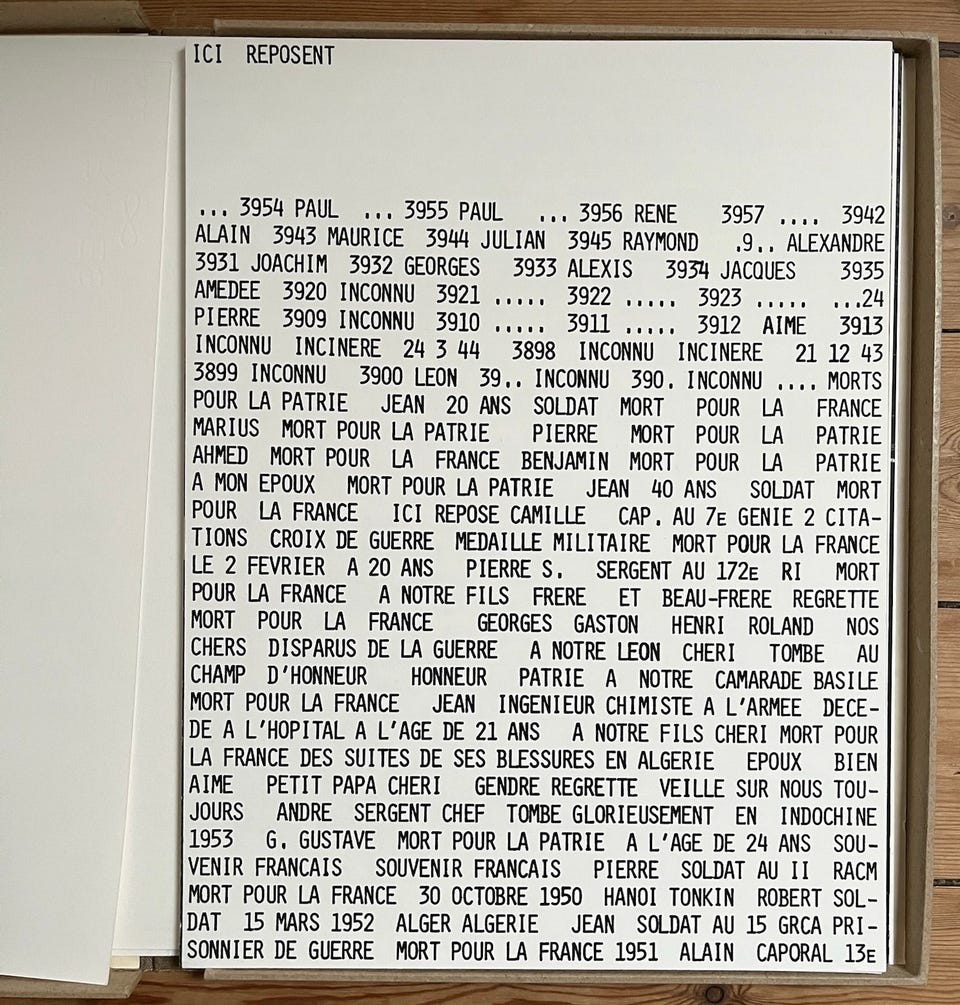 ICI REPOSENT
... 3954 PAUL ... 3955 PAUL ... 3956 RENE 3957 .... 3942
ALAIN 3943 MAURICE 3944 JULIAN 3945 RAYMOND .9.. ALEXANDRE
3931 JOACHIM 3932 GEORGES 3933 ALEXIS 3934 JACQUES 3935
AMEDEE 3920 INCONNU 3921 ..... 3922 ..... 3923 ..... ...24
PIERRE 3909 INCONNU 3910 ..... 3911 ..... 3912 AIME 3913
INCONNU INCINERE 24 3 44 3898 INCONNU INCINERE 21 12 43
3899 INCONNU 3900 LEON 39.. INCONNU 390. INCONNU .... MORTS
POUR LA PATRIE JEAN 20 ANS SOLDAT MORT POUR LA FRANCE
MARIUS MORT POUR LA PATRIE PIERRE MORT POUR LA PATRIE
AHMED MORT POUR LA FRANCE BENJAMIN MORT POUR LA PATRIE
A MON EPOUX MORT POUR LA PATRIE JEAN 40 ANS SOLDAT MORT
POUR LA FRANCE ICI REPOSE CAMILLE CAP. AU 7E GENIE 2 CITA-
TIONS CROIX DE GUERRE MEDAILLE MILITAIRE MORT POUR LA FRANCE
LE 2 FEVRIER A 20 ANS PIERRE S. SERGENT AU 172E RI MORT
POUR LA FRANCE A NOTRE FILS FRERE ET BEAU-FRERE REGRETTE
MORT POUR LA FRANCE GEORGES GASTON HENRI ROLAND NOS
CHERS DISPARUS DE LA GUERRE A NOTRE LEON CHERI TOMBE AU
CHAMP D'HONNEUR HONNEUR PATRIE A NOTRE CAMARADE BASILE
MORT POUR LA FRANCE JEAN INGENIEUR CHIMISTE A L'ARMEE DECE-
DE A L'HOPITAL A L'AGE DE 21 ANS A NOTRE FILS CHERI MORT POUR
LA FRANCE DES SUITES DE SES BLESSURES EN ALGERIE EPOUX BIEN
AIME PETIT PAPA CHERI GENDRE REGRETTE VEILLE SUR NOUS TOU-
JOURS ANDRE SERGENT CHEF TOMBE GLORIEUSEMENT EN INDOCHINE
1953 G. GUSTAVE MORT POUR LA PATRIE A L'AGE DE 24 ANS SOU-
VENIR FRANCAIS SOUVENIR FRANCAIS PIERRE SOLDAT AU II RACM
MORT POUR LA FRANCE 30 OCTOBRE 1950 HANOI TONKIN ROBERT SOL-
DAT 15 MARS 1952 ALGER ALGERIE JEAN SOLDAT AU 15 GRCA PRI-
SONNIER DE GUERRE MORT POUR LA FRANCE 1951 ALAIN CAPORAL 13E